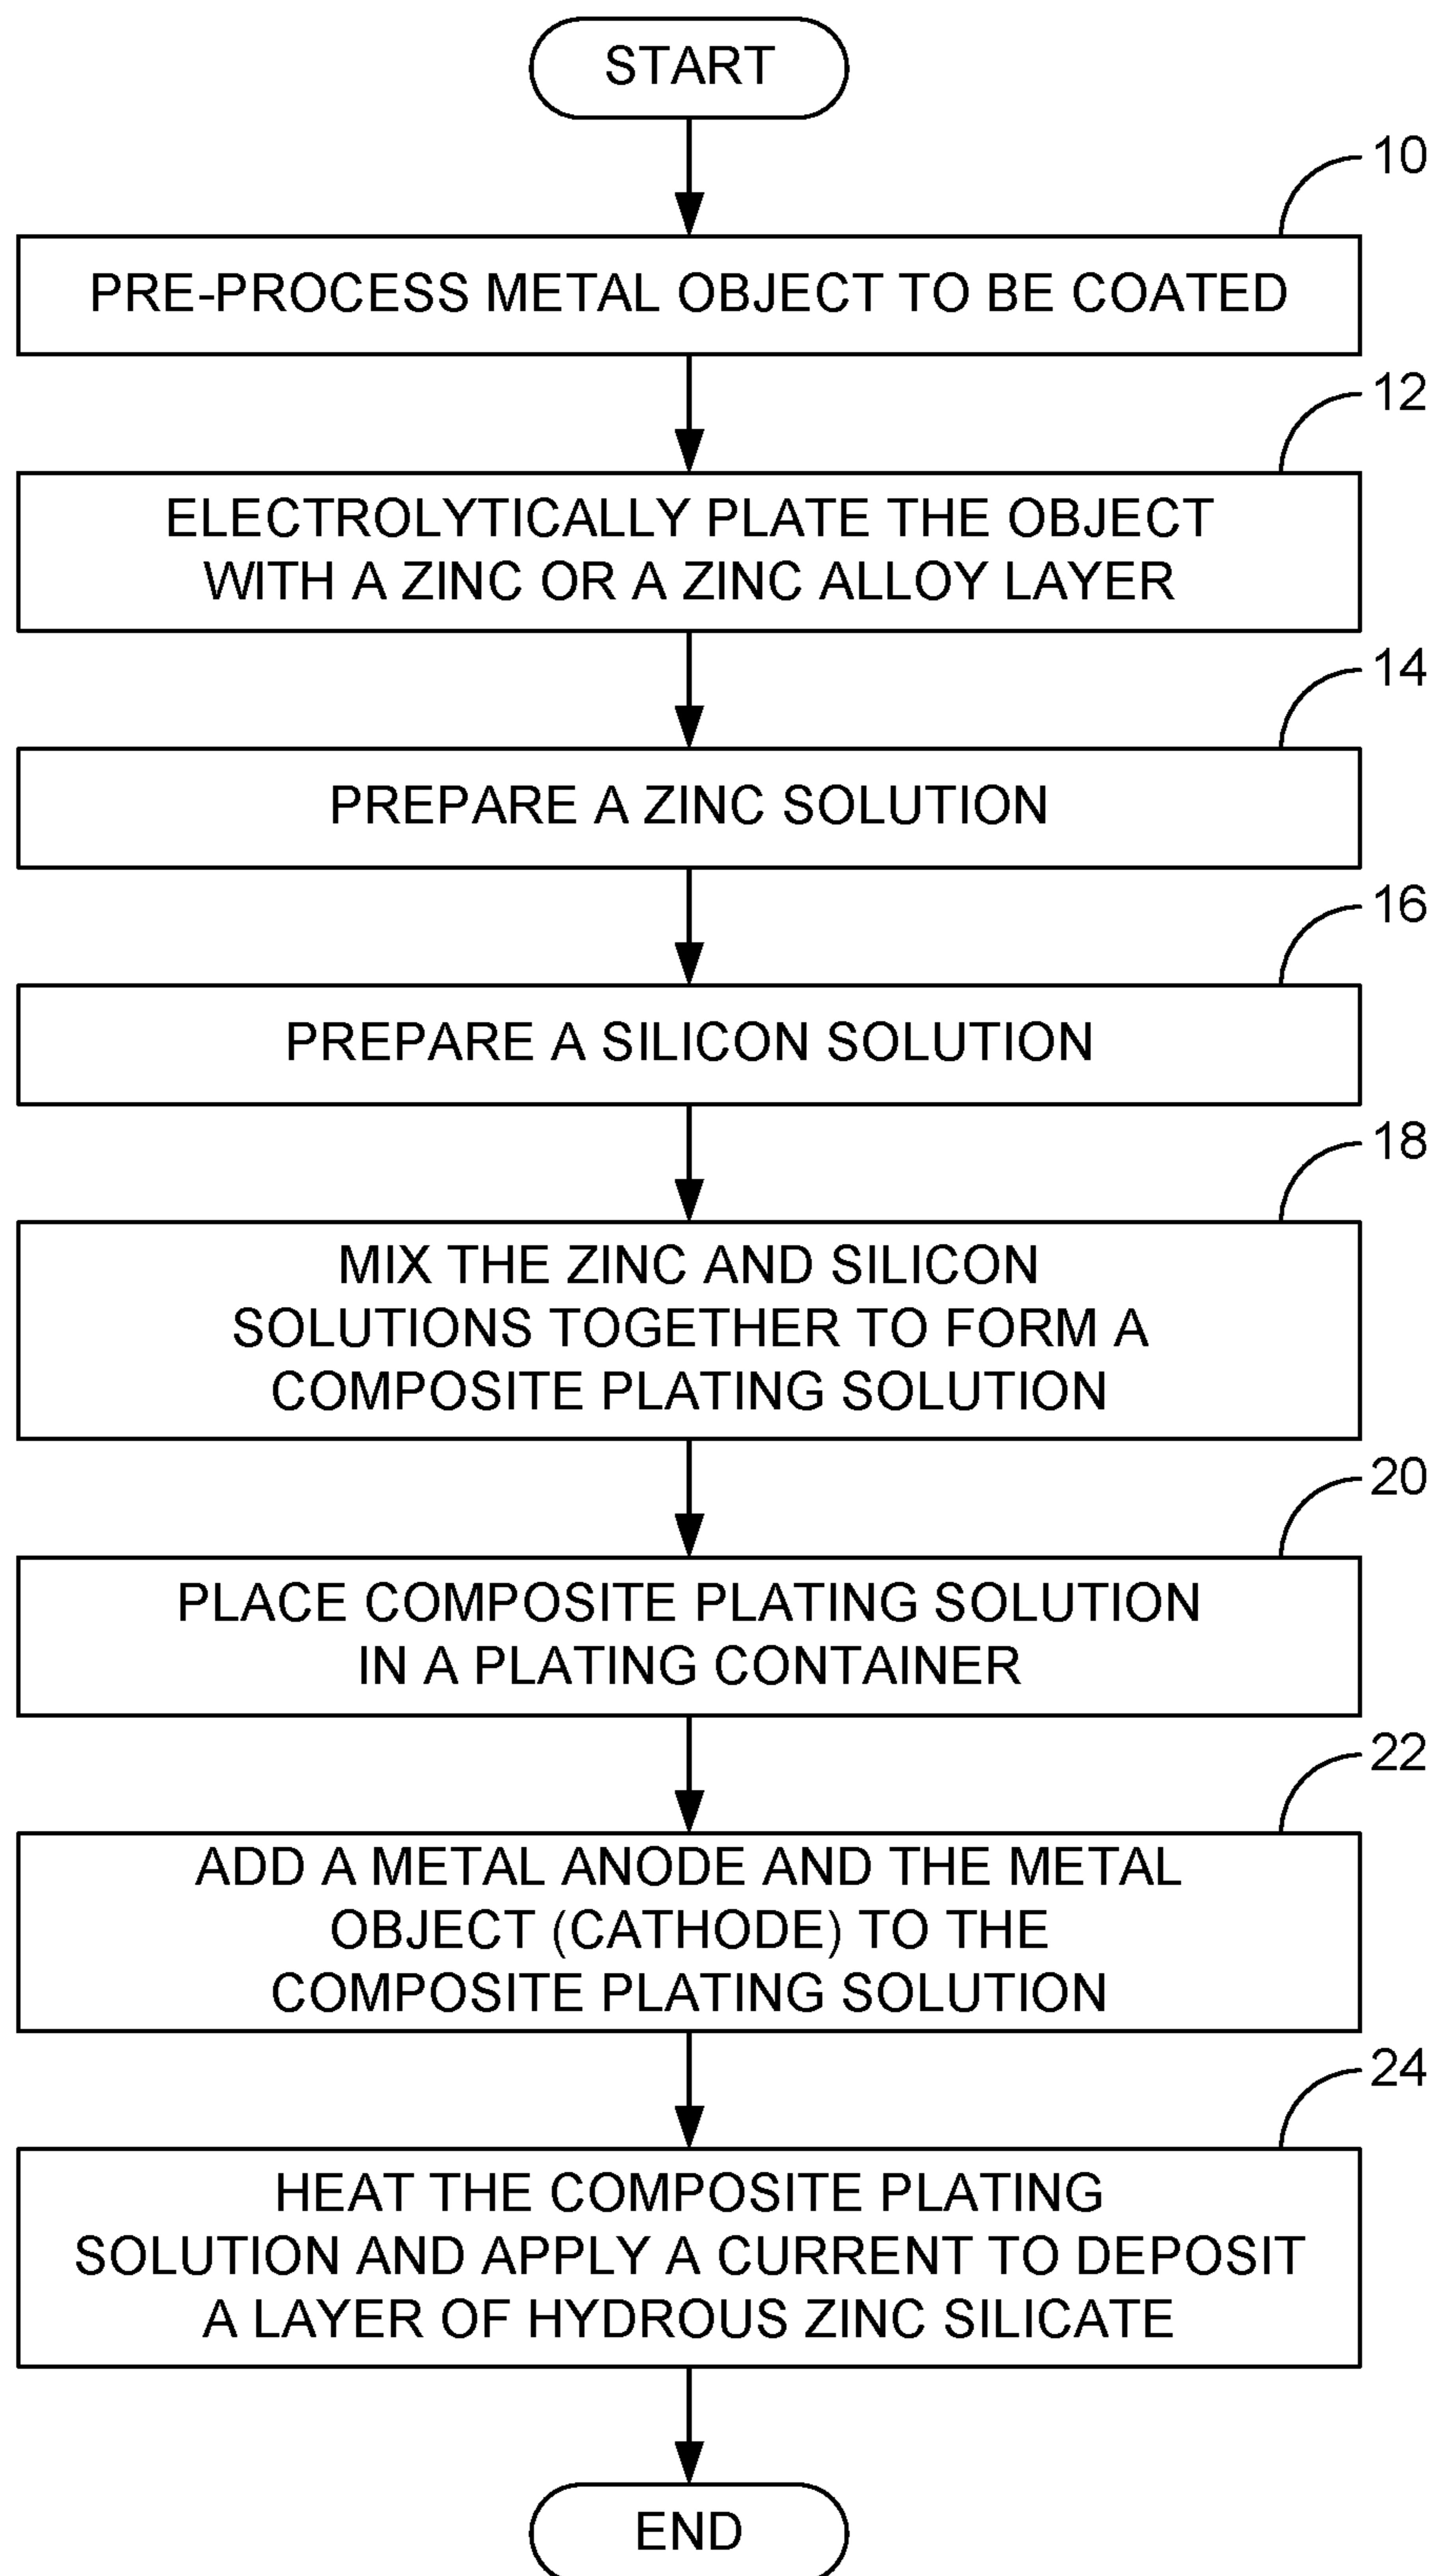 START
10
PRE-PROCESS METAL OBJECT TO BE COATED
12
ELECTROLYTICALLY PLATE THE OBJECT
WITH A ZINC OR A ZINC ALLOY LAYER
14
PREPARE A ZINC SOLUTION
16
PREPARE A SILICON SOLUTION
18
MIX THE ZINC AND SILICON
SOLUTIONS TOGETHER TO FORM A
COMPOSITE PLATING SOLUTION
20
PLACE COMPOSITE PLATING SOLUTION
IN A PLATING CONTAINER
22
ADD A METAL ANODE AND THE METAL
OBJECT (CATHODE) TO THE
COMPOSITE PLATING SOLUTION
24
HEAT THE COMPOSITE PLATING
SOLUTION AND APPLY A CURRENT TO DEPOSIT
A LAYER OF HYDROUS ZINC SILICATE
END